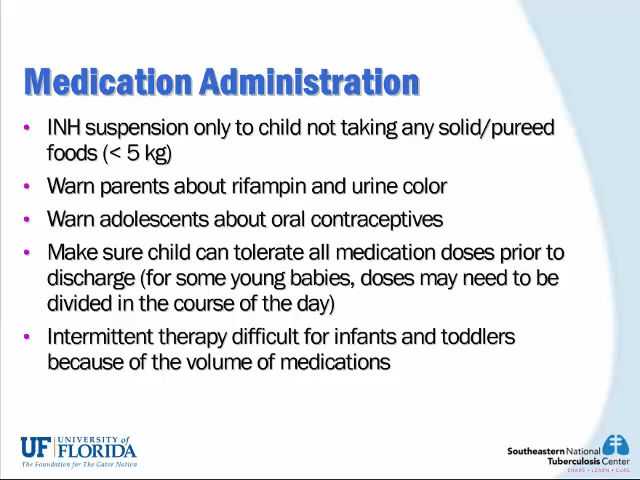 Medication Administration
• INH suspension only to child not taking any solid/pureed
foods (< 5 kg)
• Warn parents about rifampin and urine color
• Warn adolescents about oral contraceptives
• Make sure child can tolerate all medication doses prior to
discharge (for some young babies, doses may need to be
divided in the course of the day)
• Intermittent therapy difficult for infants and toddlers
because of the volume of medications
UF UNIVERSITY of
FLORIDA
The Foundation for The Gator Nation
Southeastern National
Tuberculosis Center
SHARE • LEARN • CURE